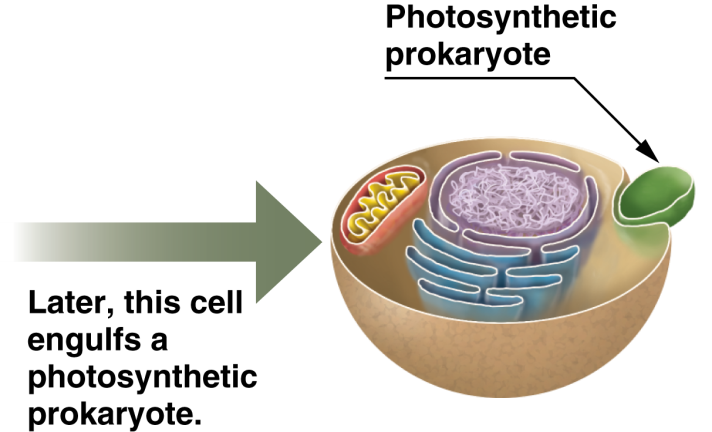 Photosynthetic
prokaryote
Later, this cell
engulfs a
photosynthetic
prokaryote.